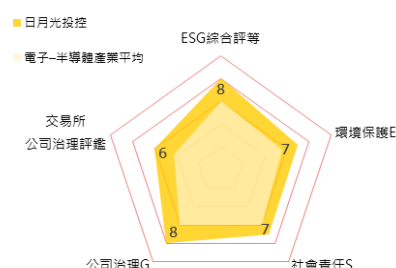 日月光投控
電子–半導體產業平均
ESG綜合評等
8
環境保護E
7
社會責任S
7
公司治理G
8
交易所
公司治理評鑑
6